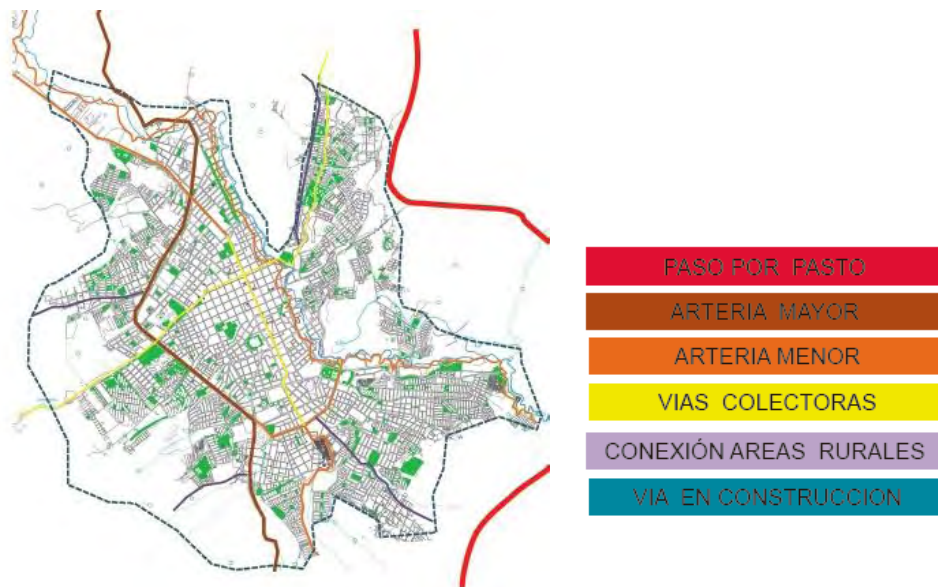 PASO POR PASTO
ARTERIA MAYOR
ARTERIA MENOR
VIAS COLECTORAS
CONEXIÓN AREAS RURALES
VIA EN CONSTRUCCION